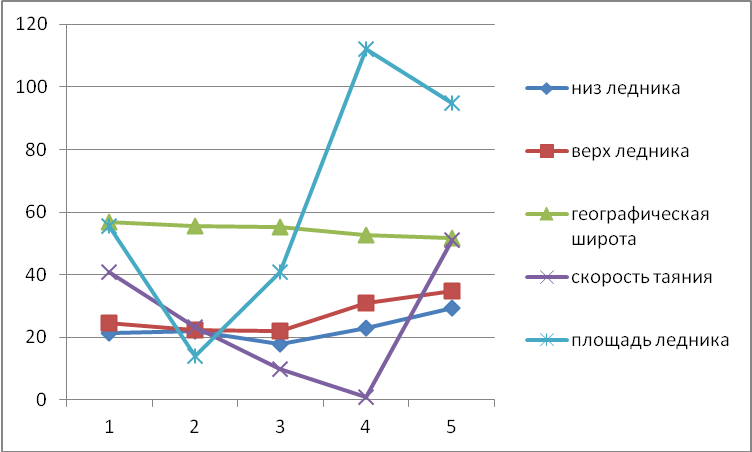 120
100
80
60
40
20
0
1 2 3 4 5
низ ледника
верх ледника
географическая
широта
скорость таяния
площадь ледника